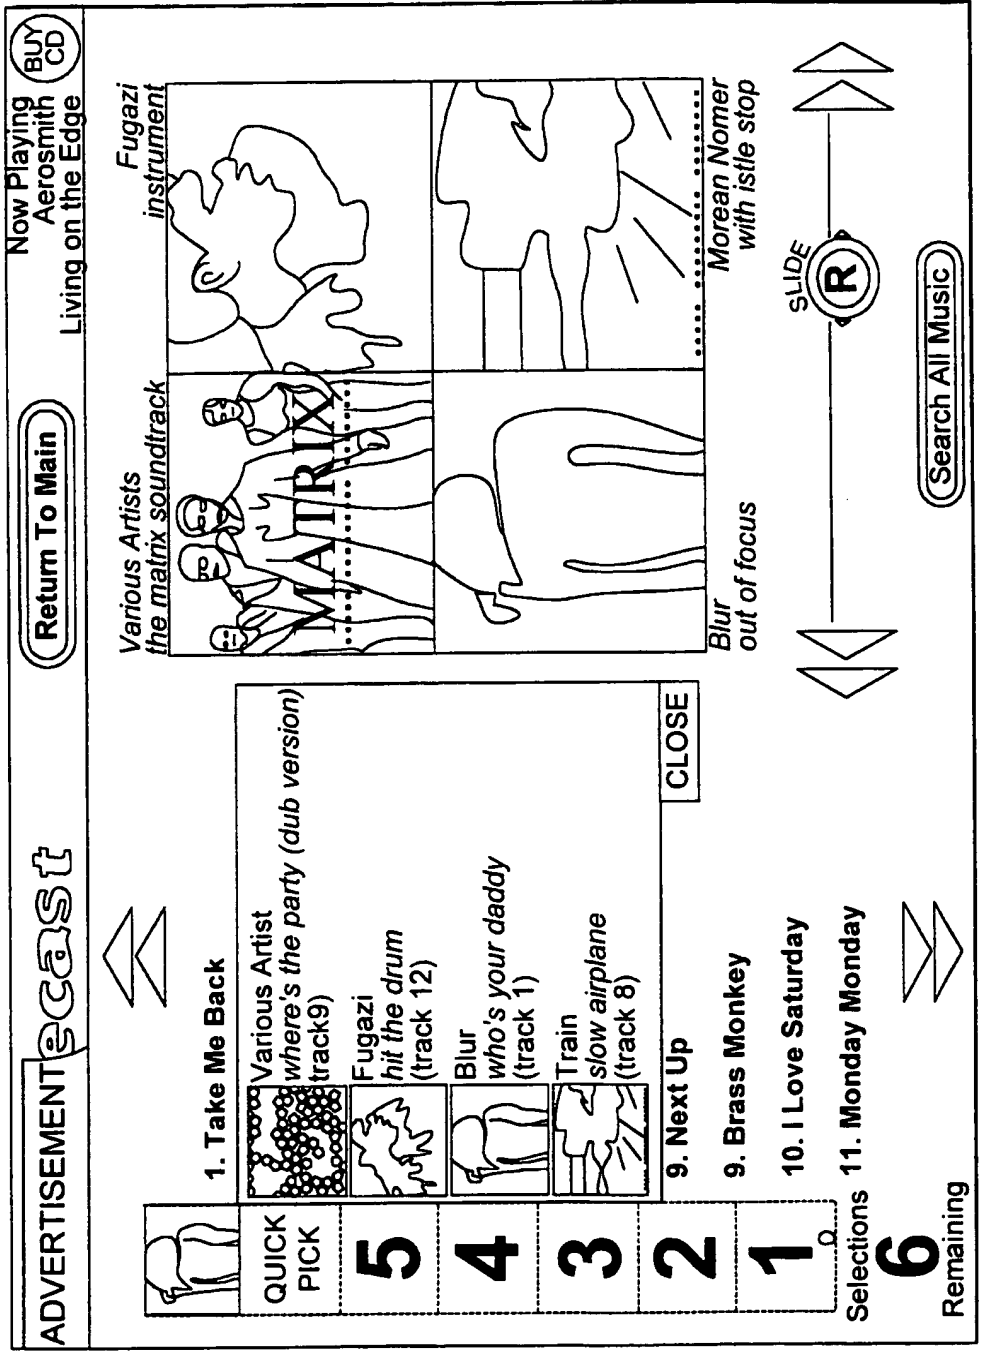 ADVERTISEMENT
ecast
Return To Main
Now Playing
Aerosmith
Living on the Edge
BUY
CD
QUICK
PICK
5
4
3
2
1
Selections
6
Remaining
1. Take Me Back
Various Artist
where's the party (dub version)
track9)
Fugazi
hit the drum
(track 12)
Blur
who's your daddy
(track 1)
Train
slow airplane
(track 8)
CLOSE
9. Next Up
9. Brass Monkey
10. I Love Saturday
11. Monday Monday
Various Artists
the matrix soundtrack
MATRIX
Fugazi
instrument
Blur
out of focus
Morean Nomer
with istle stop
SLIDE
R
Search All Music